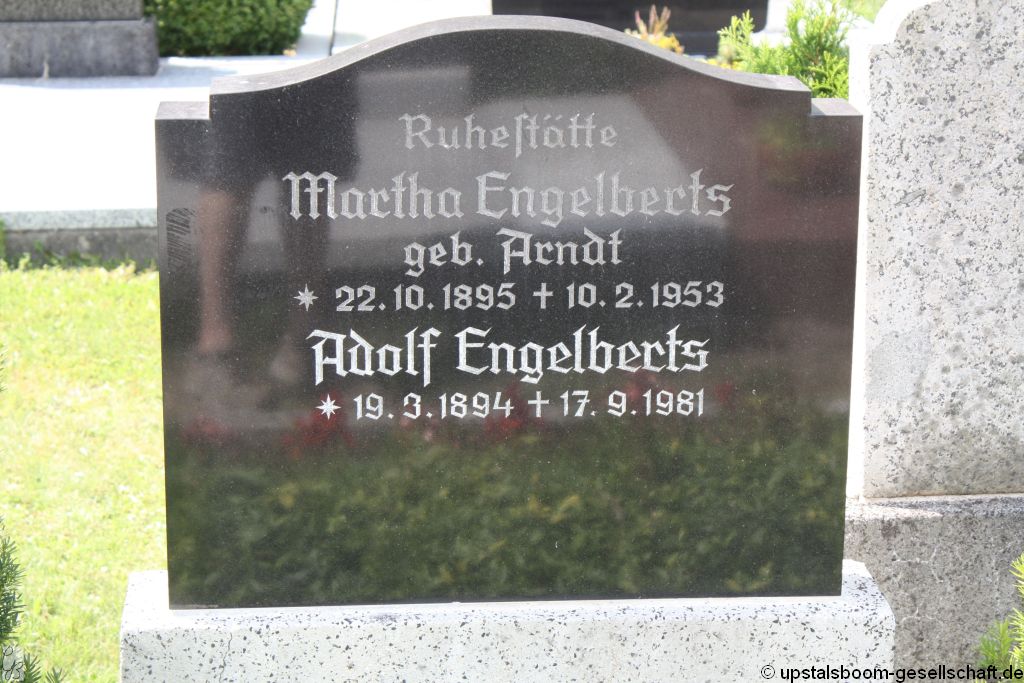 Ruheſtätte
Martha Engelberts
geb. Arndt
* 22.10.1895 † 10.2.1953
Adolf Engelberts
* 19.3.1894 † 17.9.1981
© upstalsboom-gesellschaft.de